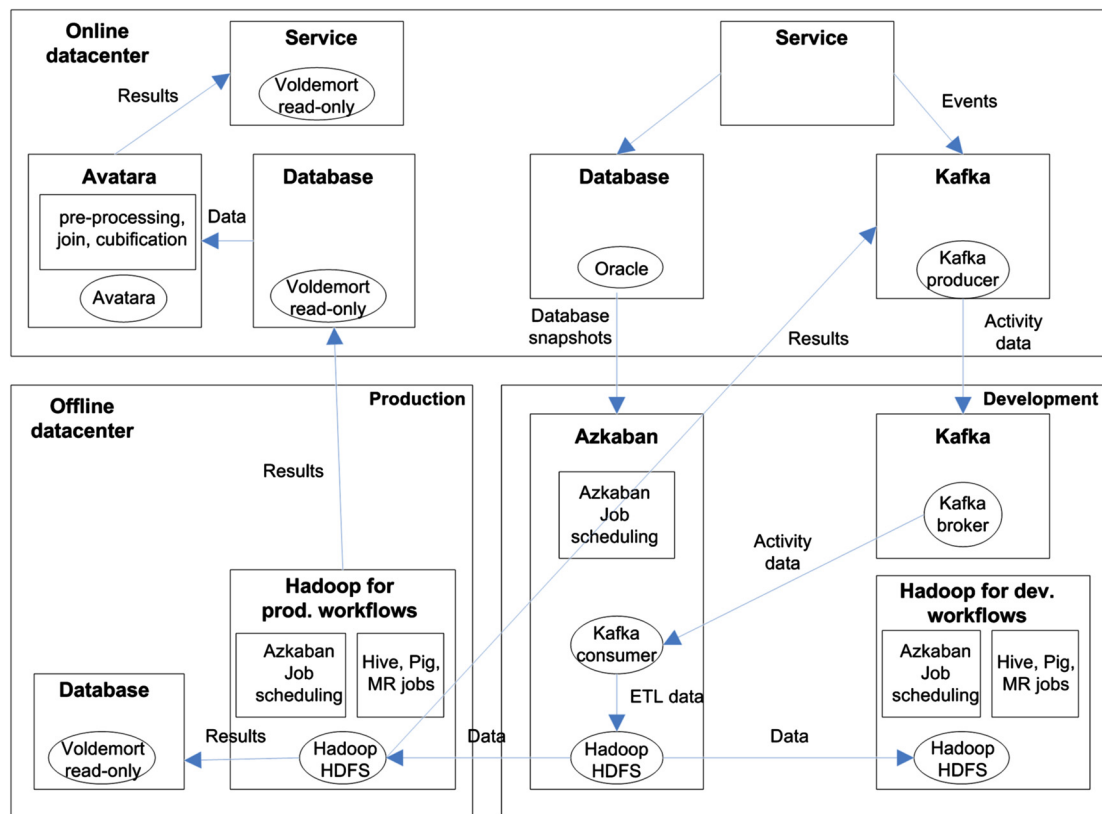 Online
datacenter
Service
Voldemort
read-only
Service
Results
Events
Avatara
pre-processing,
join, cubification
Avatara
Data
Database
Voldemort
read-only
Database
Oracle
Kafka
Kafka
producer
Database
snapshots
Results
Activity
data
Offline
datacenter
Production
Development
Results
Azkaban
Azkaban
Job
scheduling
Kafka
Kafka
broker
Activity
data
Hadoop for
prod. workflows
Azkaban
Job
scheduling
Hive, Pig,
MR jobs
Kafka
consumer
ETL data
Hadoop for dev.
workflows
Azkaban
Job
scheduling
Hive, Pig,
MR jobs
Database
Voldemort
read-only
Results
Hadoop
HDFS
Data
Hadoop
HDFS
Data
Hadoop
HDFS